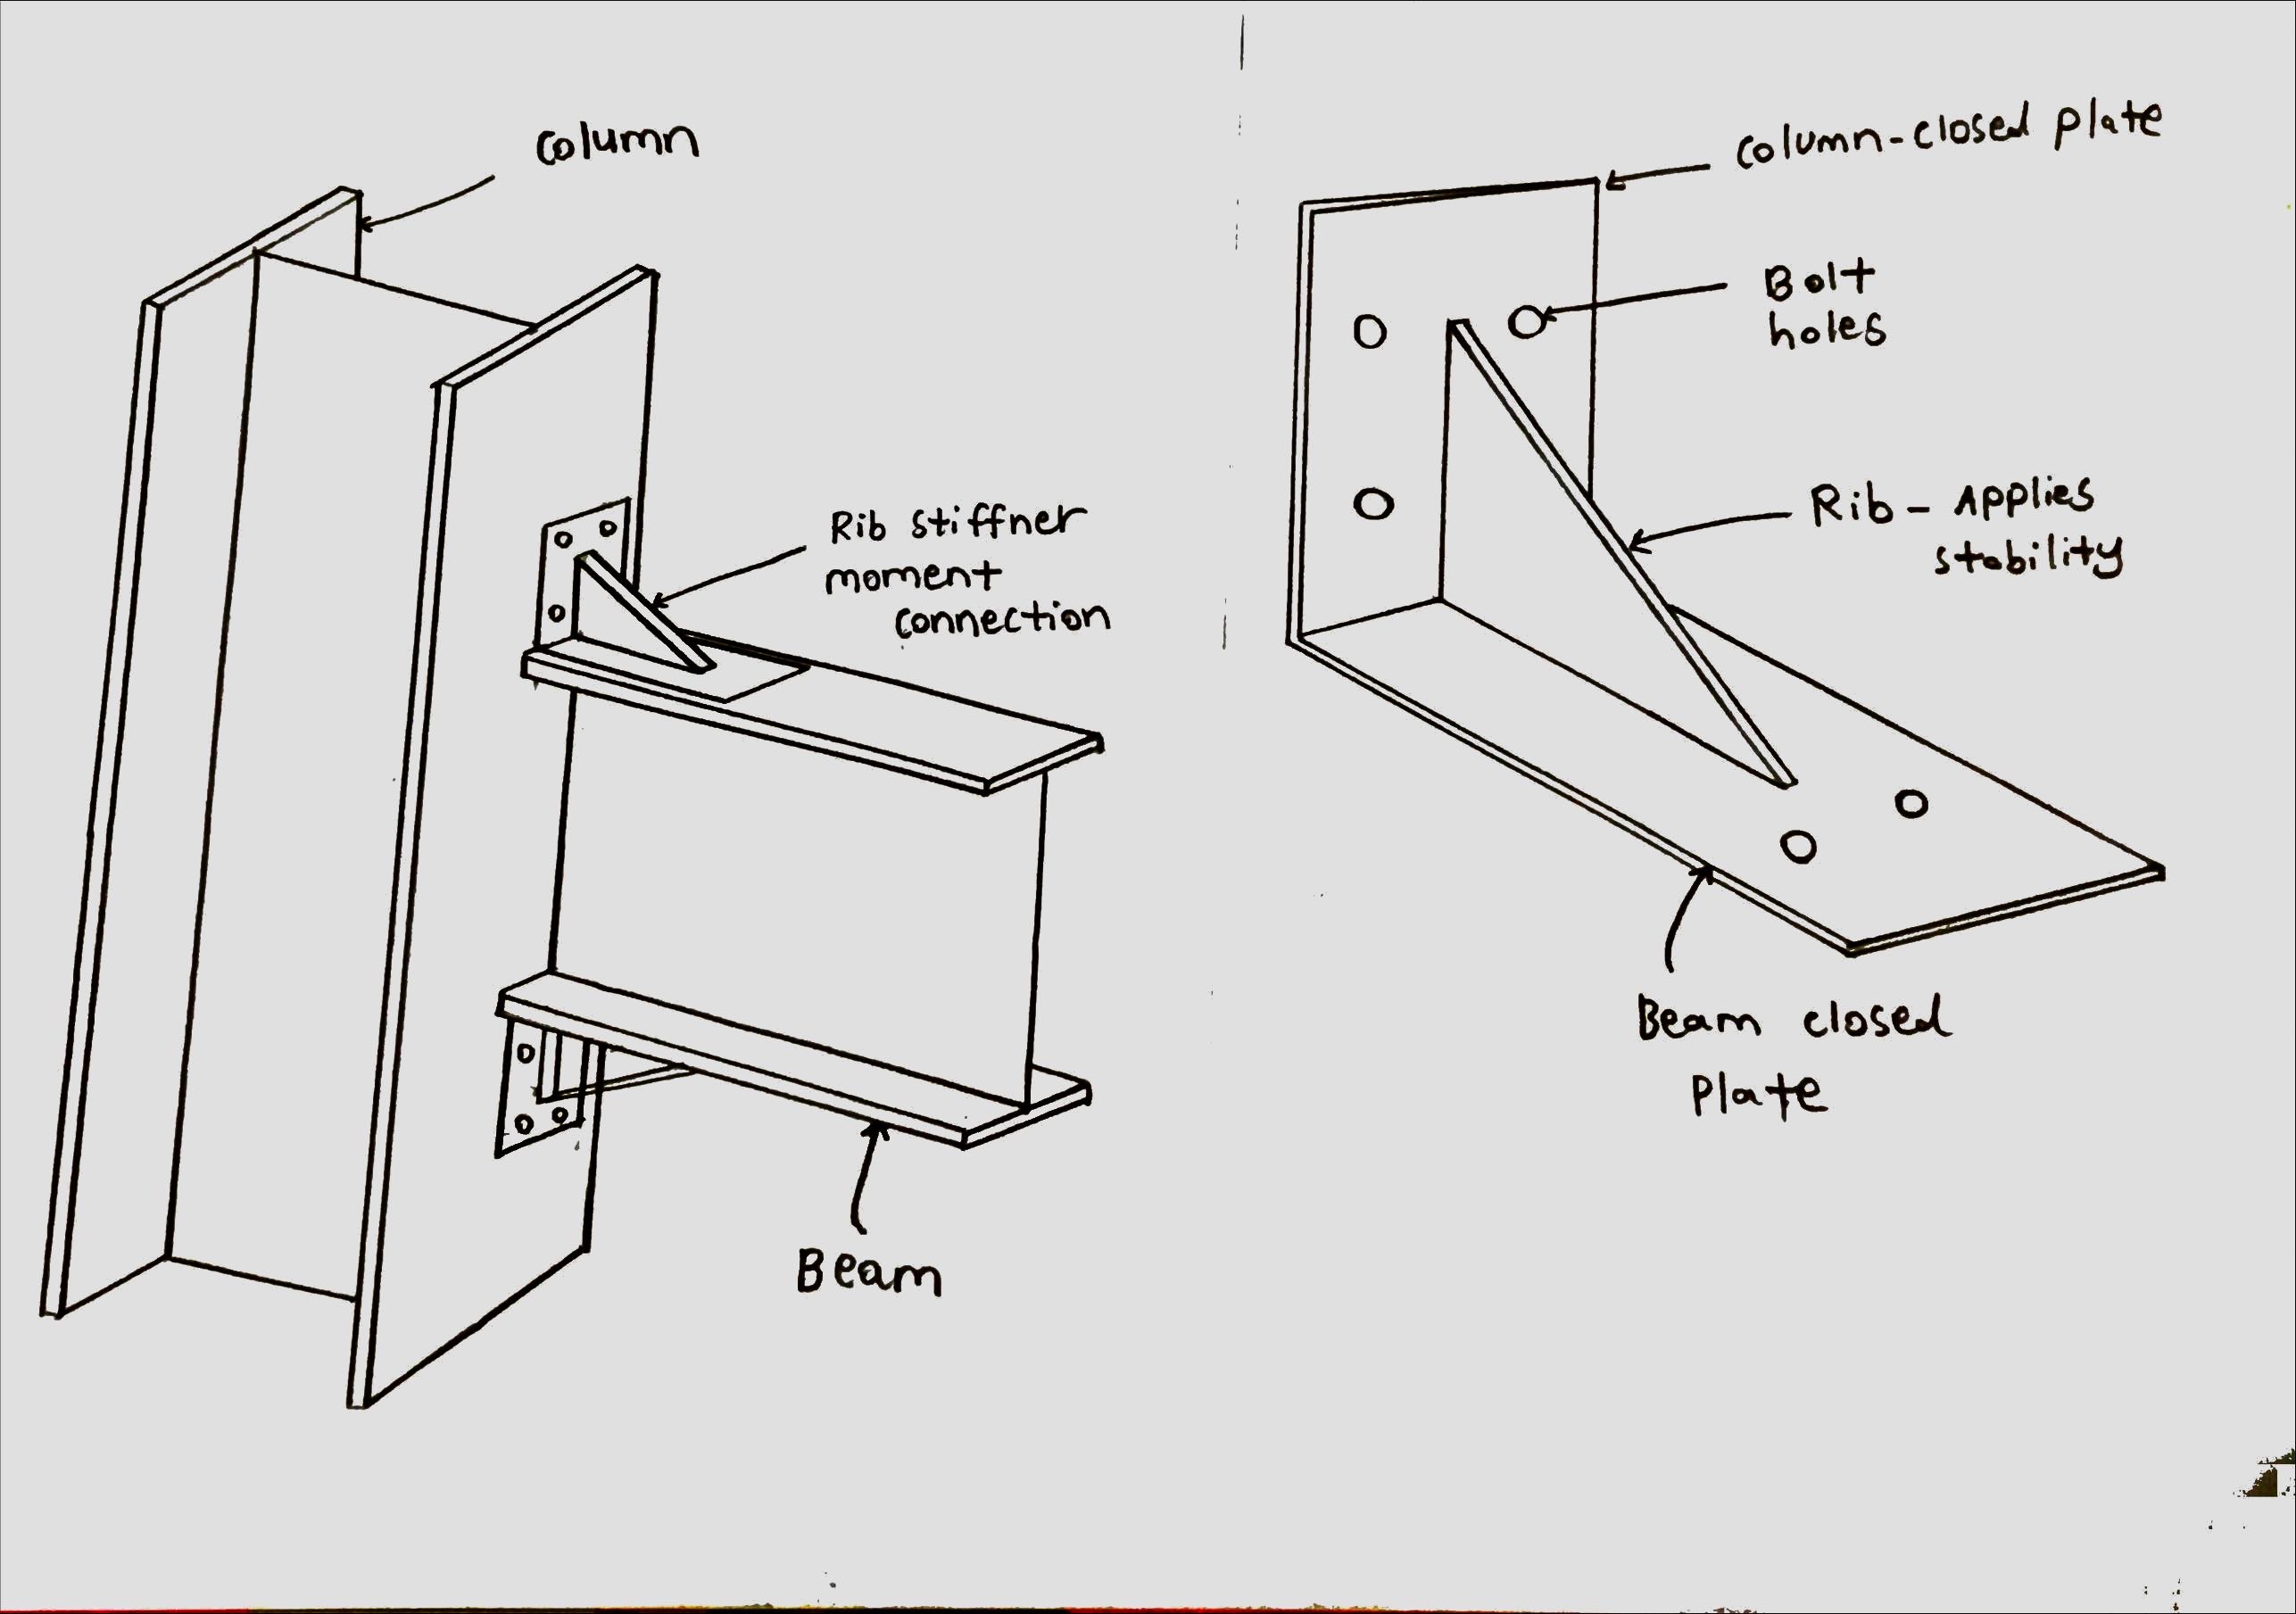 column
Rib stiffner
moment
connection
Beam
column-closed plate
Bolt
holes
Rib - Applies
stability
Beam closed
Plate